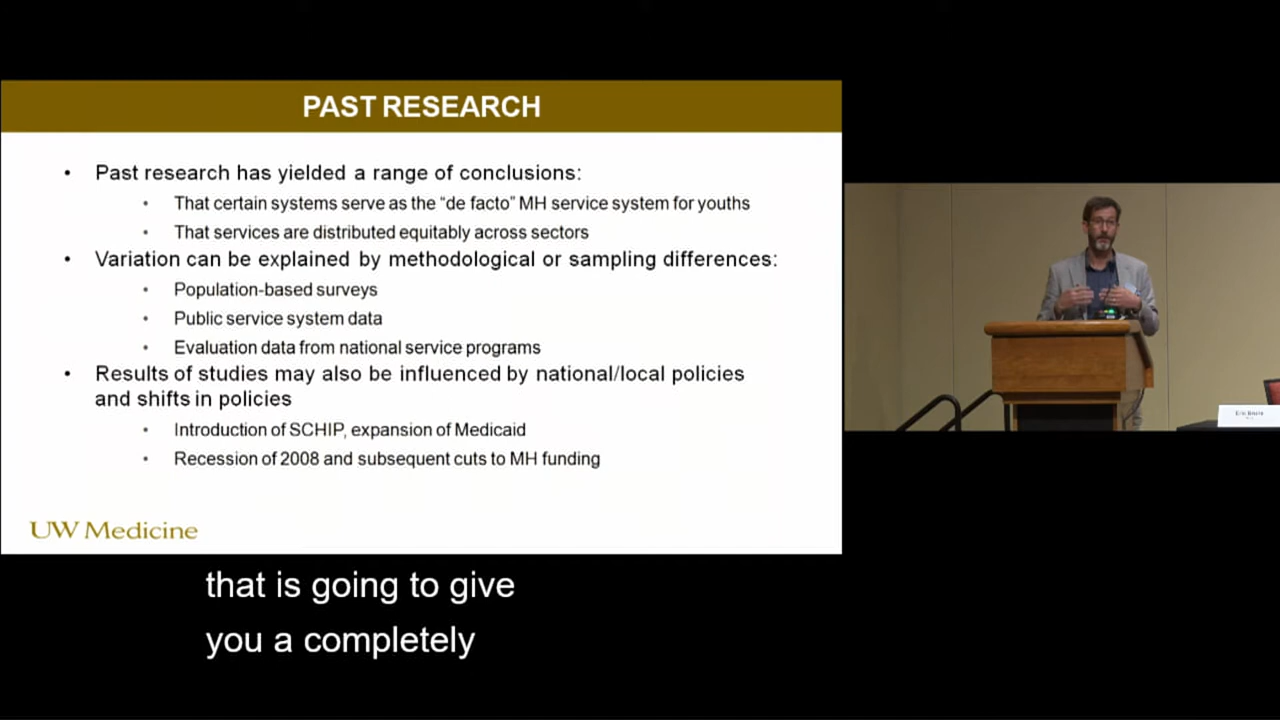 PAST RESEARCH
• Past research has yielded a range of conclusions:
• That certain systems serve as the “de facto” MH service system for youths
• That services are distributed equitably across sectors
• Variation can be explained by methodological or sampling differences:
• Population-based surveys
• Public service system data
• Evaluation data from national service programs
• Results of studies may also be influenced by national/local policies
and shifts in policies
• Introduction of SCHIP, expansion of Medicaid
• Recession of 2008 and subsequent cuts to MH funding
UW Medicine
that is going to give
you a completely